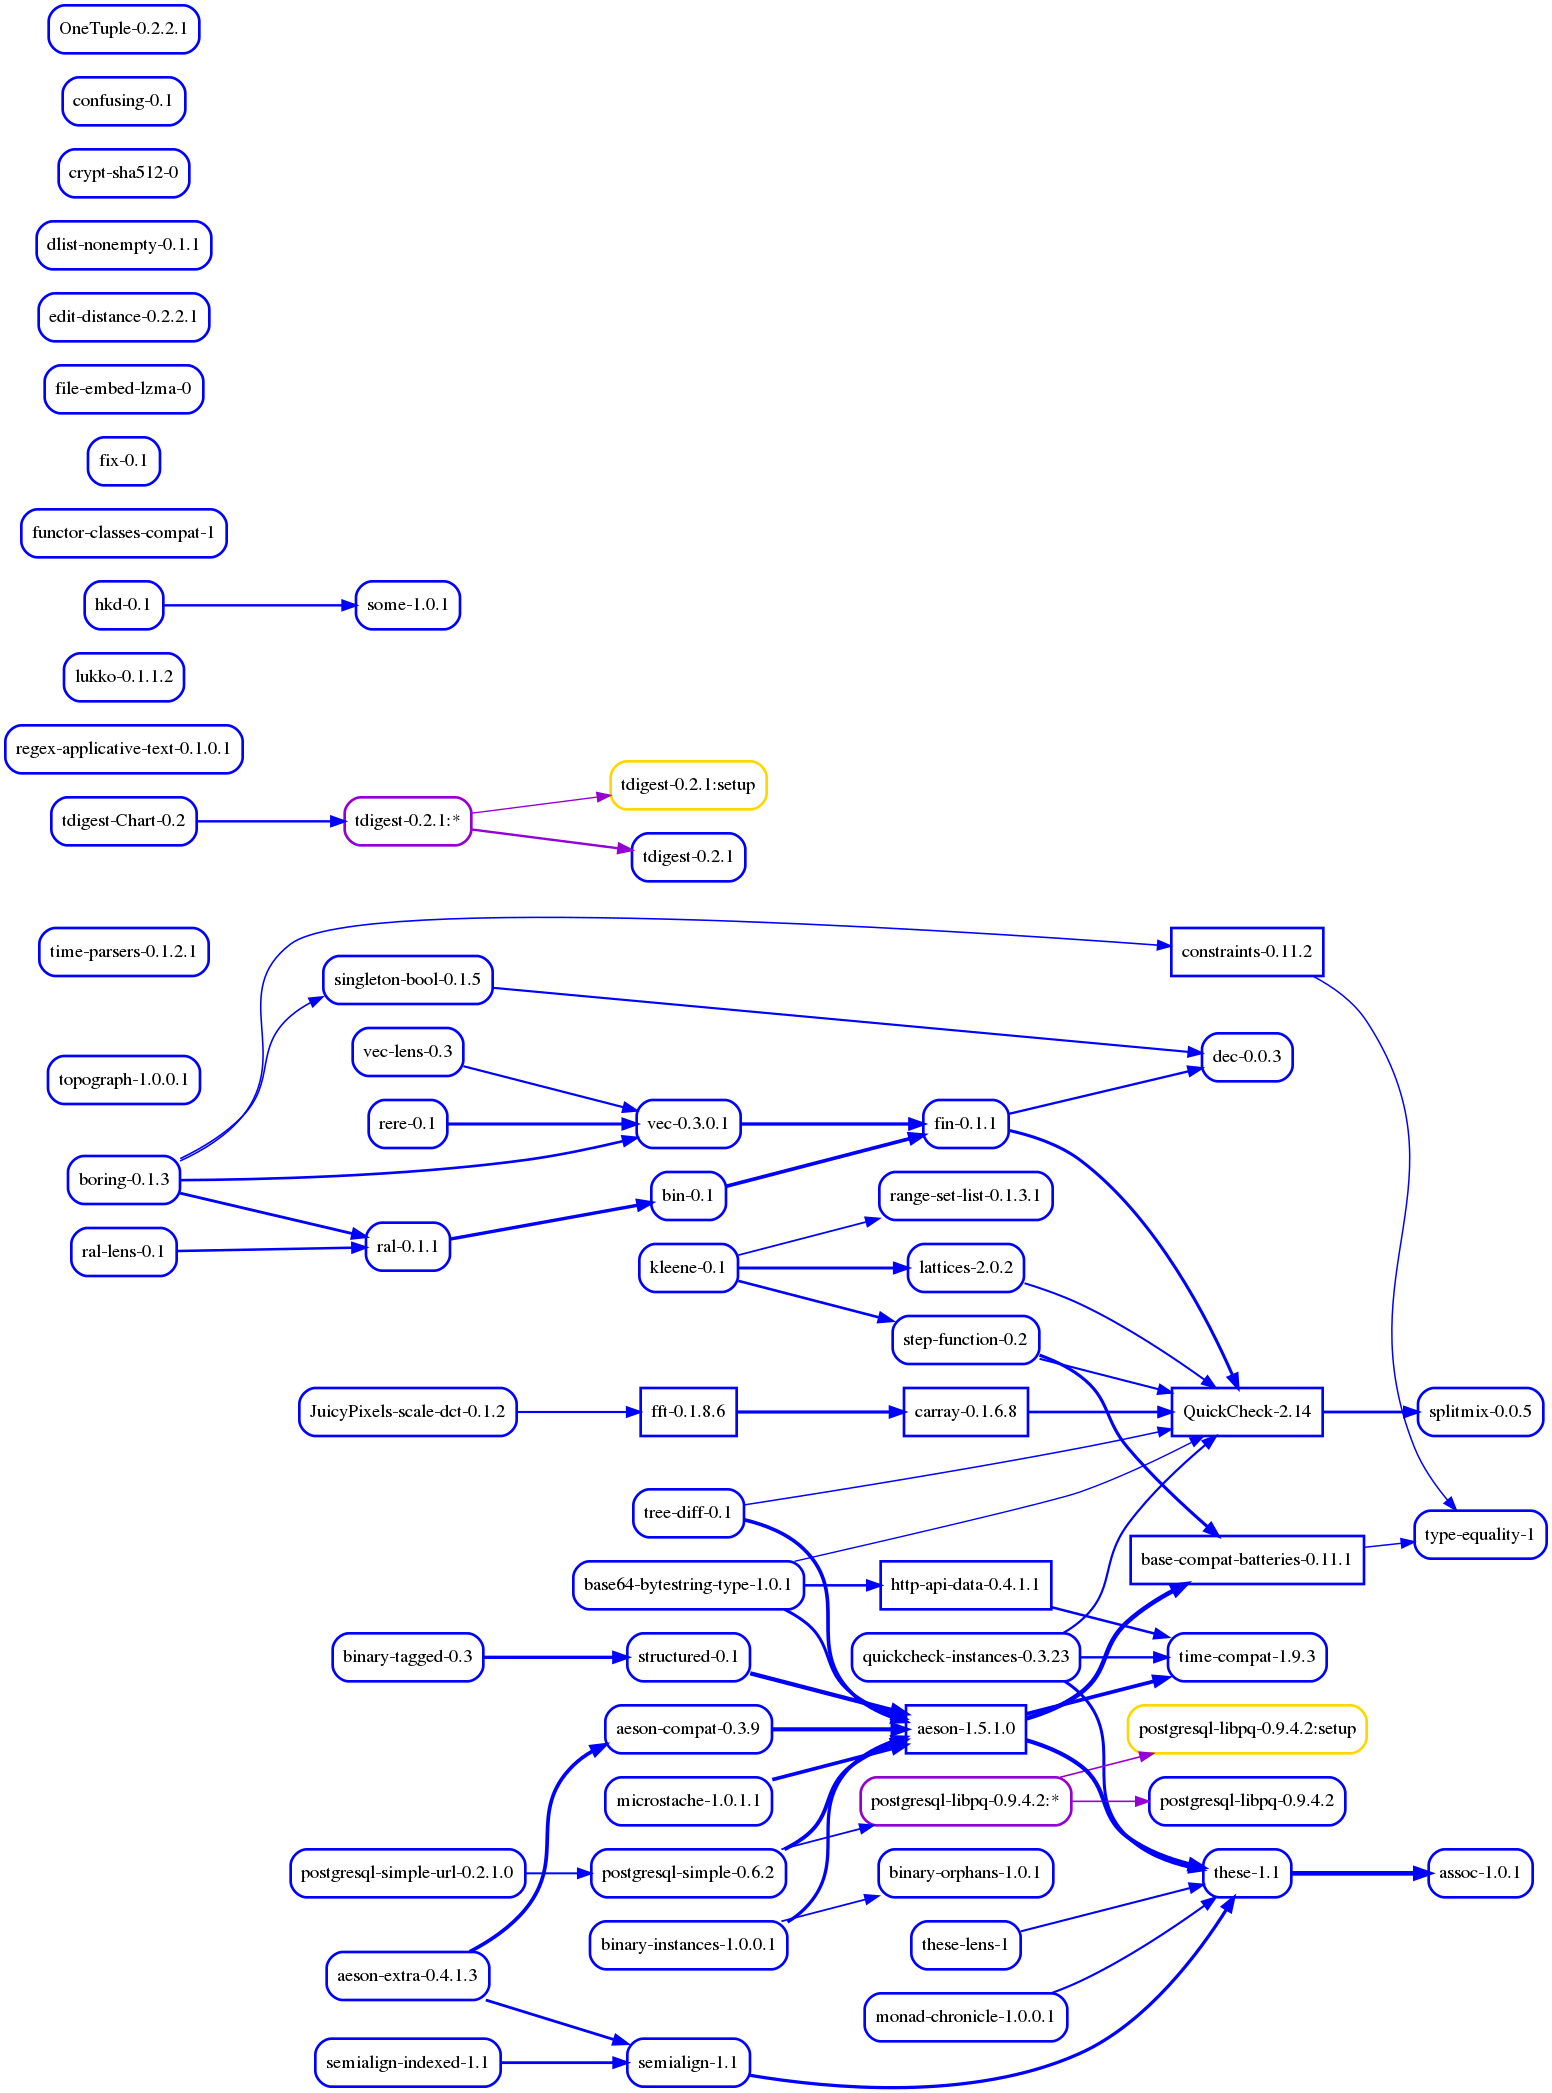 OneTuple-0.2.2.1
confusing-0.1
crypt-sha512-0
dlist-nonempty-0.1.1
edit-distance-0.2.2.1
file-embed-lzma-0
fix-0.1
functor-classes-compat-1
hkd-0.1
some-1.0.1
lukko-0.1.1.2
regex-applicative-text-0.1.0.1
tdigest-0.2.1:setup
tdigest-Chart-0.2
tdigest-0.2.1:*
tdigest-0.2.1
time-parsers-0.1.2.1
constraints-0.11.2
singleton-bool-0.1.5
vec-lens-0.3
dec-0.0.3
topograph-1.0.0.1
rere-0.1
vec-0.3.0.1
fin-0.1.1
boring-0.1.3
bin-0.1
range-set-list-0.1.3.1
ral-lens-0.1
ral-0.1.1
kleene-0.1
lattices-2.0.2
step-function-0.2
JuicyPixels-scale-dct-0.1.2
fft-0.1.8.6
carray-0.1.6.8
QuickCheck-2.14
splitmix-0.0.5
tree-diff-0.1
type-equality-1
base-compat-batteries-0.11.1
base64-bytestring-type-1.0.1
http-api-data-0.4.1.1
binary-tagged-0.3
structured-0.1
quickcheck-instances-0.3.23
time-compat-1.9.3
aeson-compat-0.3.9
aeson-1.5.1.0
postgresql-libpq-0.9.4.2:setup
microstache-1.0.1.1
postgresql-libpq-0.9.4.2:*
postgresql-libpq-0.9.4.2
postgresql-simple-url-0.2.1.0
postgresql-simple-0.6.2
binary-orphans-1.0.1
these-1.1
assoc-1.0.1
binary-instances-1.0.0.1
these-lens-1
aeson-extra-0.4.1.3
monad-chronicle-1.0.0.1
semialign-indexed-1.1
semialign-1.1